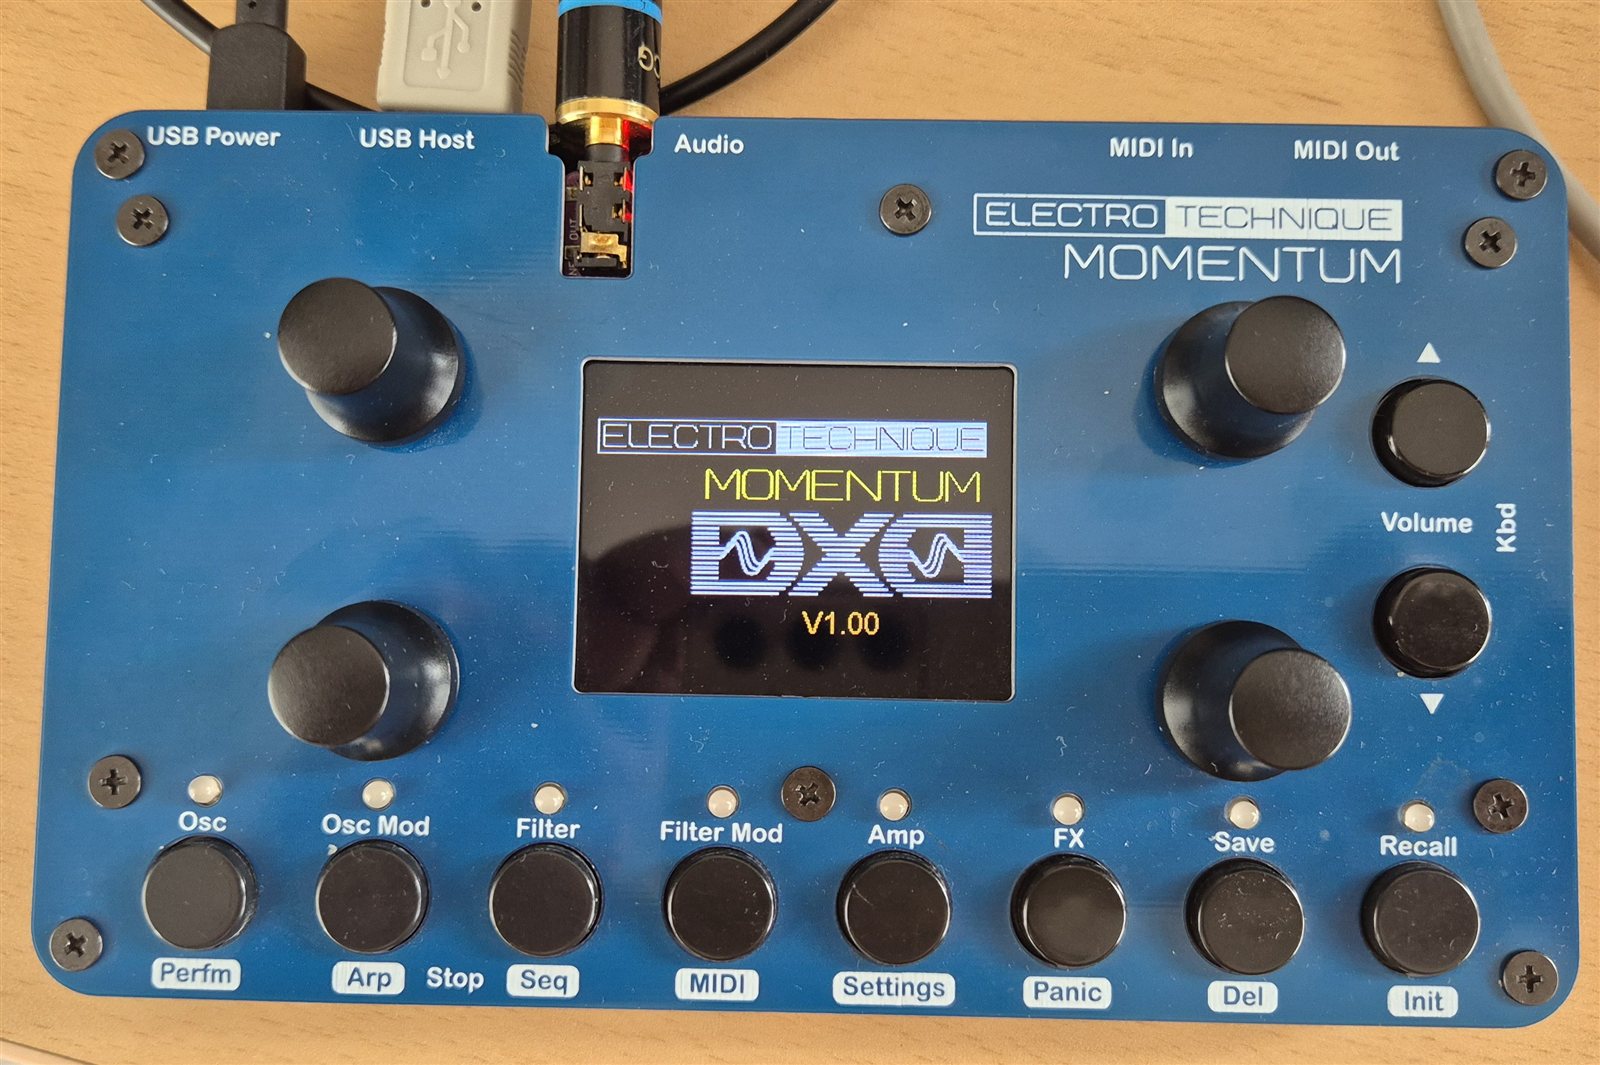 USB Power
USB Host
Audio
MIDI In
MIDI Out
OUT
ELECTRO TECHNIQUE
MOMENTUM
ELECTRO TECHNIQUE
MOMENTUM
V1.00
Volume
Kbd
Osc
Osc Mod
Filter
Filter Mod
Amp
FX
Save
Recall
Perfm
Arp
Stop
Seq
MIDI
Settings
Panic
Del
Init